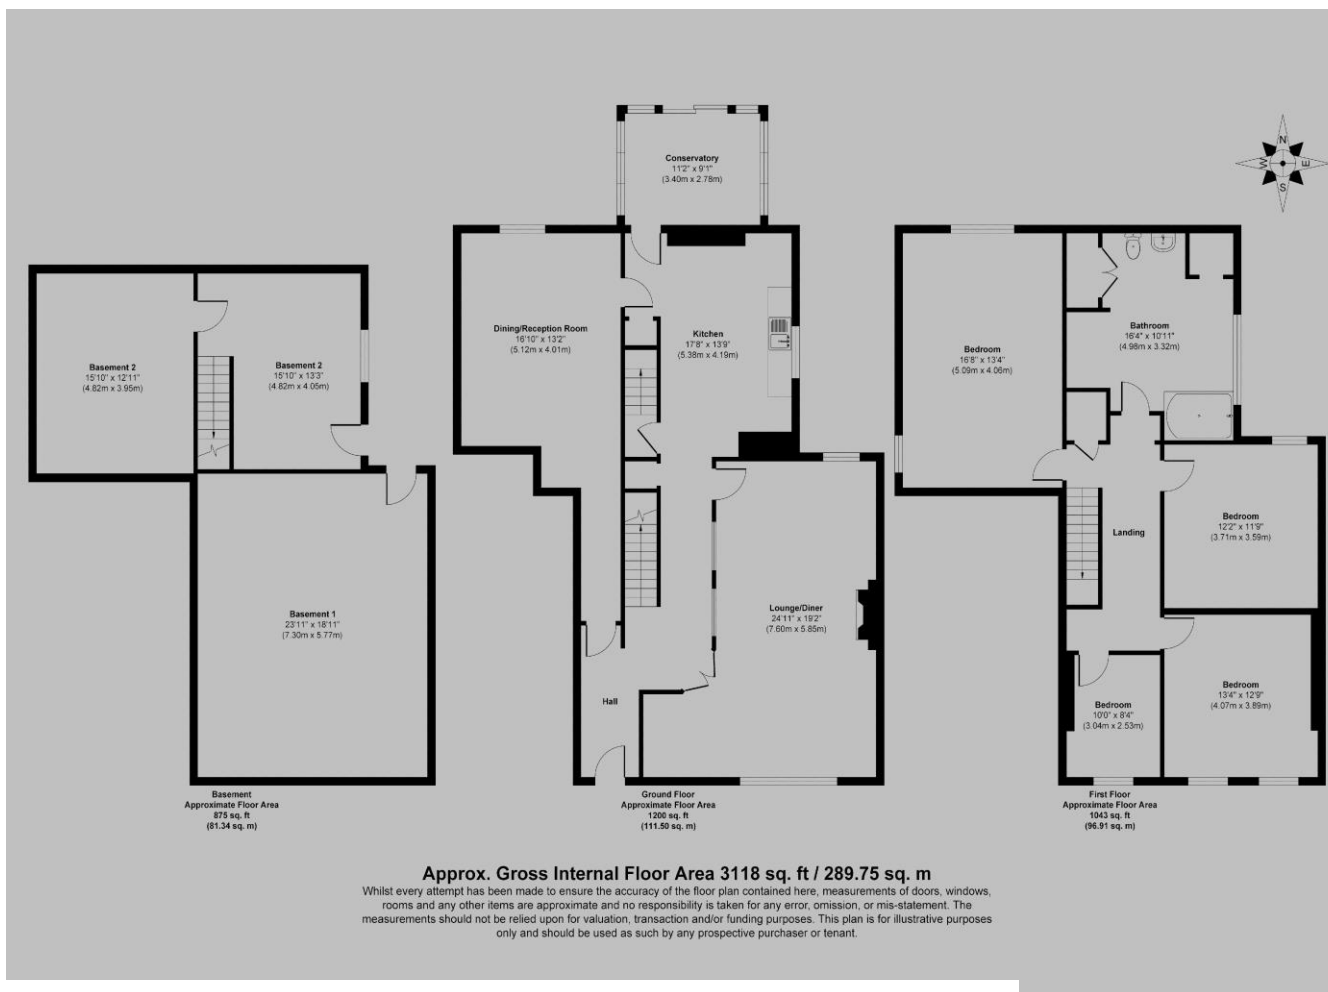 Conservatory
11'2" x 9'1"
(3.40m x 2.78m)
N
W
E
S
Dining/Reception Room
16'10" x 13'2"
(5.12m x 4.01m)
Kitchen
17'8" x 13'9"
(5.38m x 4.19m)
Bathroom
16'4" x 10'11"
(4.98m x 3.32m)
Bedroom
16'8" x 13'4"
(5.09m x 4.06m)
Basement 2
15'10" x 12'11"
(4.82m x 3.95m)
Basement 2
15'10" x 13'3"
(4.82m x 4.05m)
Bedroom
12'2" x 11'9"
(3.71m x 3.59m)
Landing
Basement 1
23'11" x 18'11"
(7.30m x 5.77m)
Lounge/Diner
24'11" x 19'2"
(7.60m x 5.85m)
Hall
Bedroom
13'4" x 12'9"
(4.07m x 3.89m)
Bedroom
10'0" x 8'4"
(3.04m x 2.53m)
Basement
Approximate Floor Area
875 sq. ft
(81.34 sq. m)
Ground Floor
Approximate Floor Area
1200 sq. ft
(111.50 sq. m)
First Floor
Approximate Floor Area
1043 sq. ft
(96.91 sq. m)
Approx. Gross Internal Floor Area 3118 sq. ft / 289.75 sq. m
Whilst every attempt has been made to ensure the accuracy of the floor plan contained here, measurements of doors, windows,
rooms and any other items are approximate and no responsibility is taken for any error, omission, or mis-statement. The
measurements should not be relied upon for valuation, transaction and/or funding purposes. This plan is for illustrative purposes
only and should be used as such by any prospective purchaser or tenant.